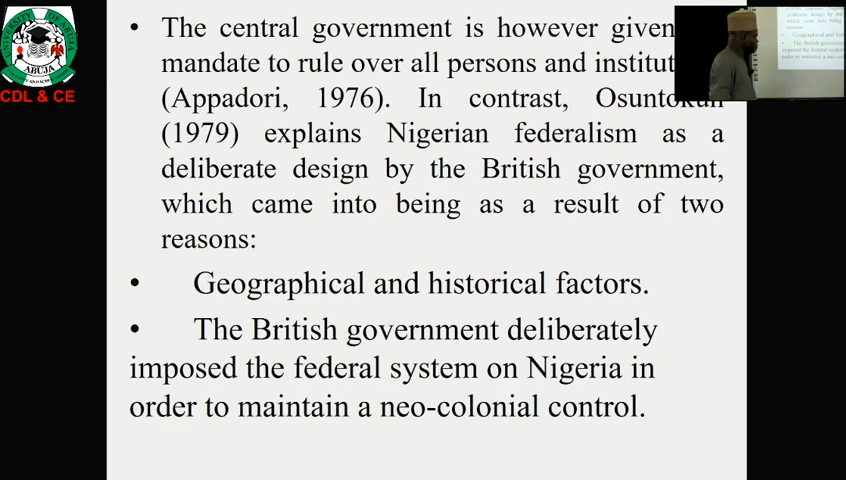 • The central government is however given
mandate to rule over all persons and institut
(Appadori, 1976). In contrast, Osuntokun
(1979) explains Nigerian federalism as a
deliberate design by the British government,
which came into being as a result of two
reasons:
• Geographical and historical factors.
• The British government deliberately
imposed the federal system on Nigeria in
order to maintain a neo-colonial control.
UNIVERSITY OF ABUJA
ABUJA
CDL & CE